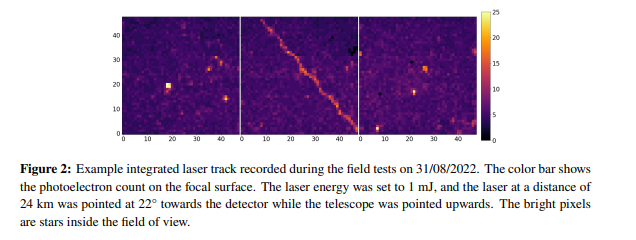 25
40
20
30
15
20
10
10
5
0
0
0 10 20 30 40 0 10 20 30 40 0 10 20 30 40
Figure 2: Example integrated laser track recorded during the field tests on 31/08/2022. The color bar shows
the photoelectron count on the focal surface. The laser energy was set to 1 mJ, and the laser at a distance of
24 km was pointed at 22° towards the detector while the telescope was pointed upwards. The bright pixels
are stars inside the field of view.